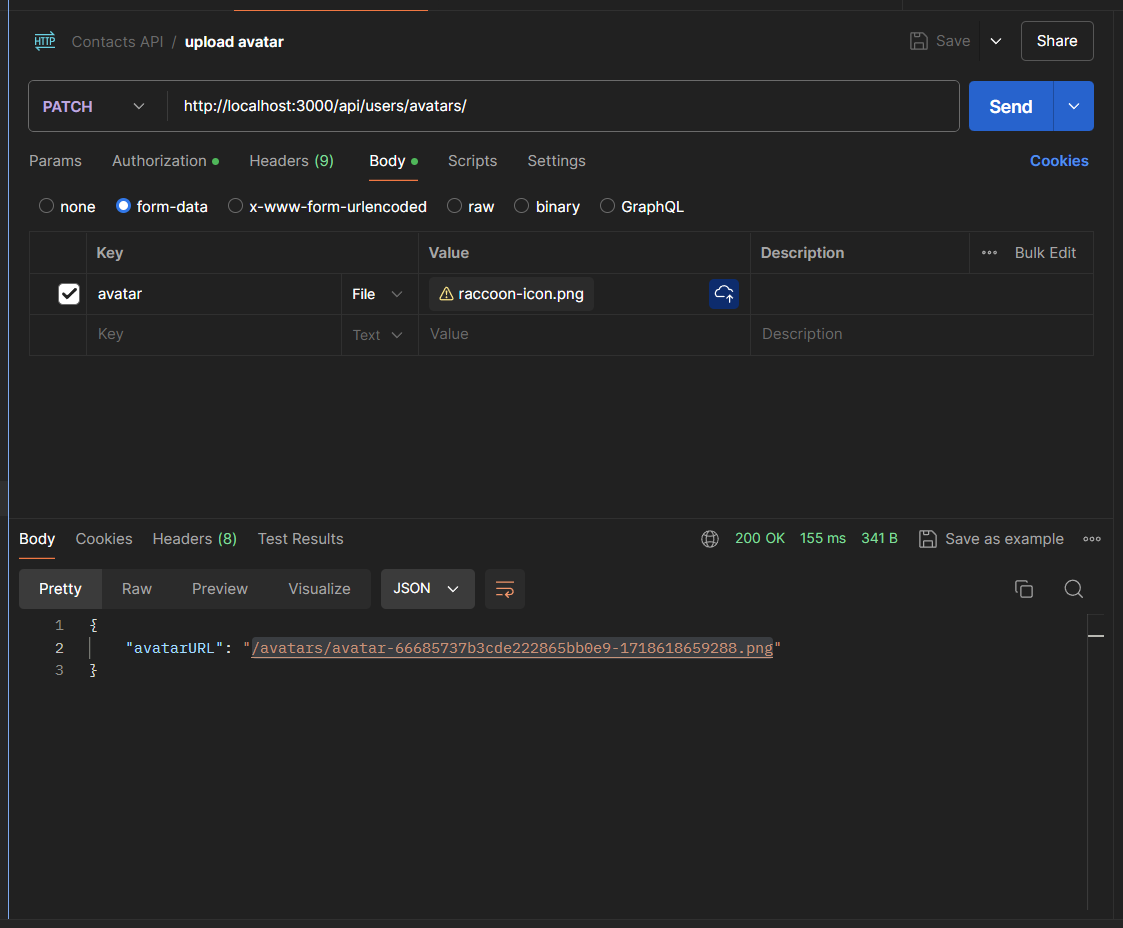 HTTP Contacts API / upload avatar Save Share
PATCH http://localhost:3000/api/users/avatars/ Send
Params Authorization Headers (9) Body Scripts Settings Cookies
none form-data x-www-form-urlencoded raw binary GraphQL
Key Value Description ••• Bulk Edit
avatar File raccoon-icon.png
Key Text Value Description
Body Cookies Headers (8) Test Results 200 OK 155 ms 341 B Save as example
Pretty Raw Preview Visualize JSON
1 {
2 "avatarURL": "/avatars/avatar-66685737b3cde222865bb0e9-1718618659288.png"
3 }